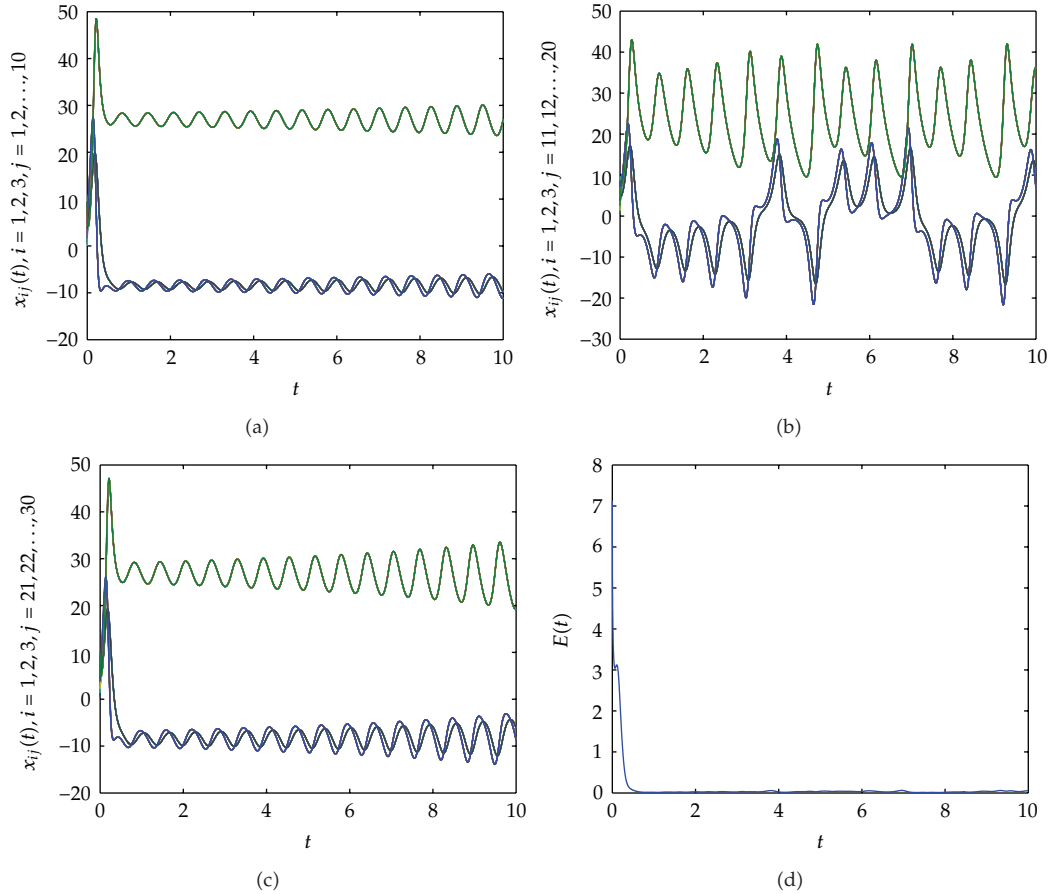 50
40
30
20
10
0
−10
−20
0 2 4 6 8 10
x_{ij}(t), i = 1, 2, 3, j = 1, 2, . . . , 10
t
(a)
50
40
30
20
10
0
−10
−20
−30
0 2 4 6 8 10
x_{ij}(t), i = 1, 2, 3, j = 11, 12, . . . , 20
t
(b)
50
40
30
20
10
0
−10
−20
0 2 4 6 8 10
x_{ij}(t), i = 1, 2, 3, j = 21, 22, . . . , 30
t
(c)
8
7
6
5
4
3
2
1
0
0 2 4 6 8 10
E(t)
t
(d)